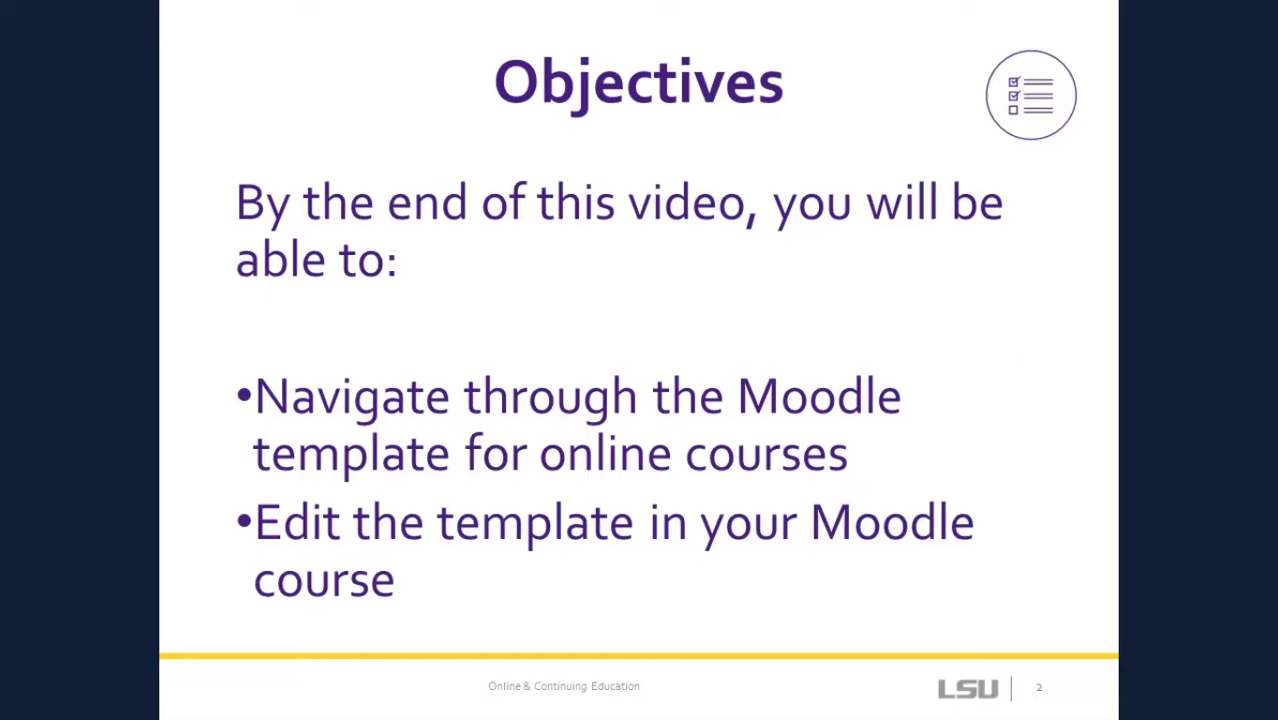 Objectives
By the end of this video, you will be
able to:
•Navigate through the Moodle
template for online courses
•Edit the template in your Moodle
course
Online & Continuing Education
LSU
2